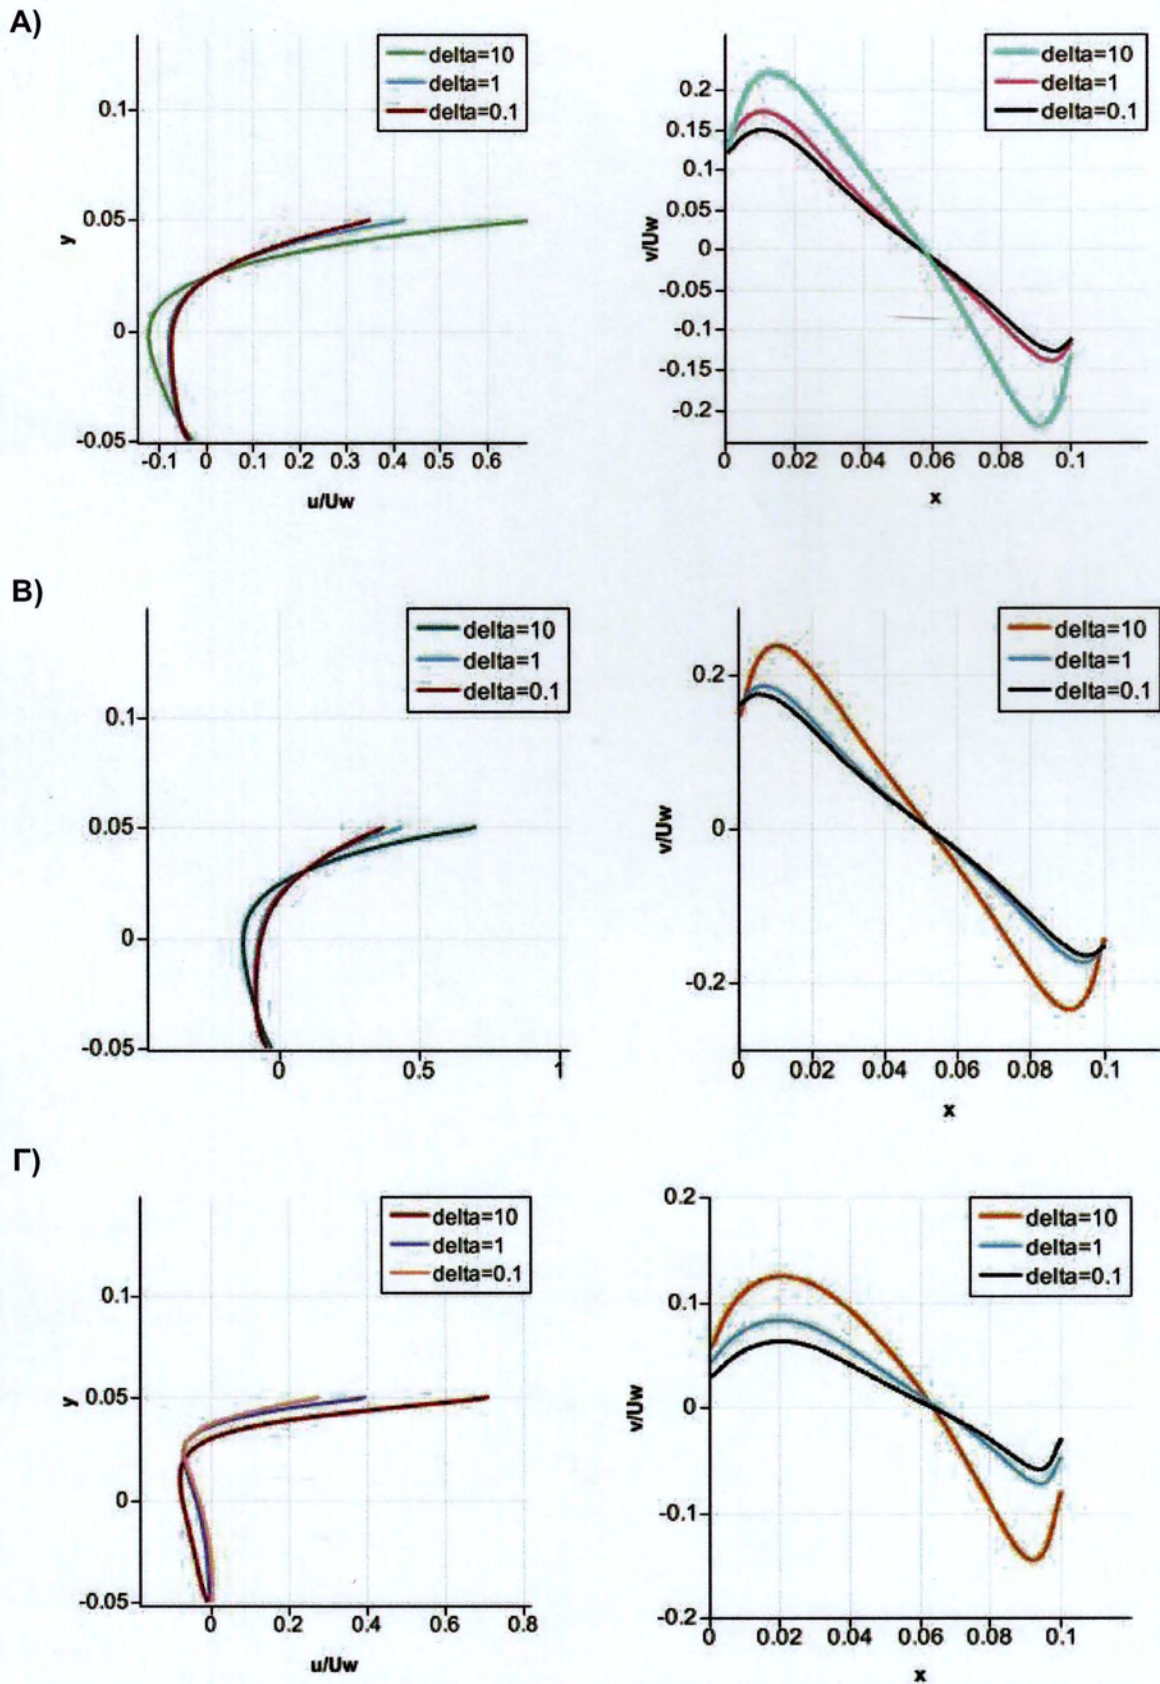 A)
delta=10
delta=1
delta=0.1
0.1
0.05
0
-0.05
y
-0.1 0 0.1 0.2 0.3 0.4 0.5 0.6
u/Uw
delta=10
delta=1
delta=0.1
0.2
0.15
0.1
0.05
0
-0.05
-0.1
-0.15
-0.2
v/Uw
0 0.02 0.04 0.06 0.08 0.1
x
B)
delta=10
delta=1
delta=0.1
0.1
0.05
0
-0.05
0 0.5 1
delta=10
delta=1
delta=0.1
0.2
0
-0.2
v/Uw
0 0.02 0.04 0.06 0.08 0.1
x
Γ)
delta=10
delta=1
delta=0.1
0.1
0.05
0
-0.05
y
0 0.2 0.4 0.6 0.8
u/Uw
delta=10
delta=1
delta=0.1
0.2
0.1
0
-0.1
-0.2
v/Uw
0 0.02 0.04 0.06 0.08 0.1
x